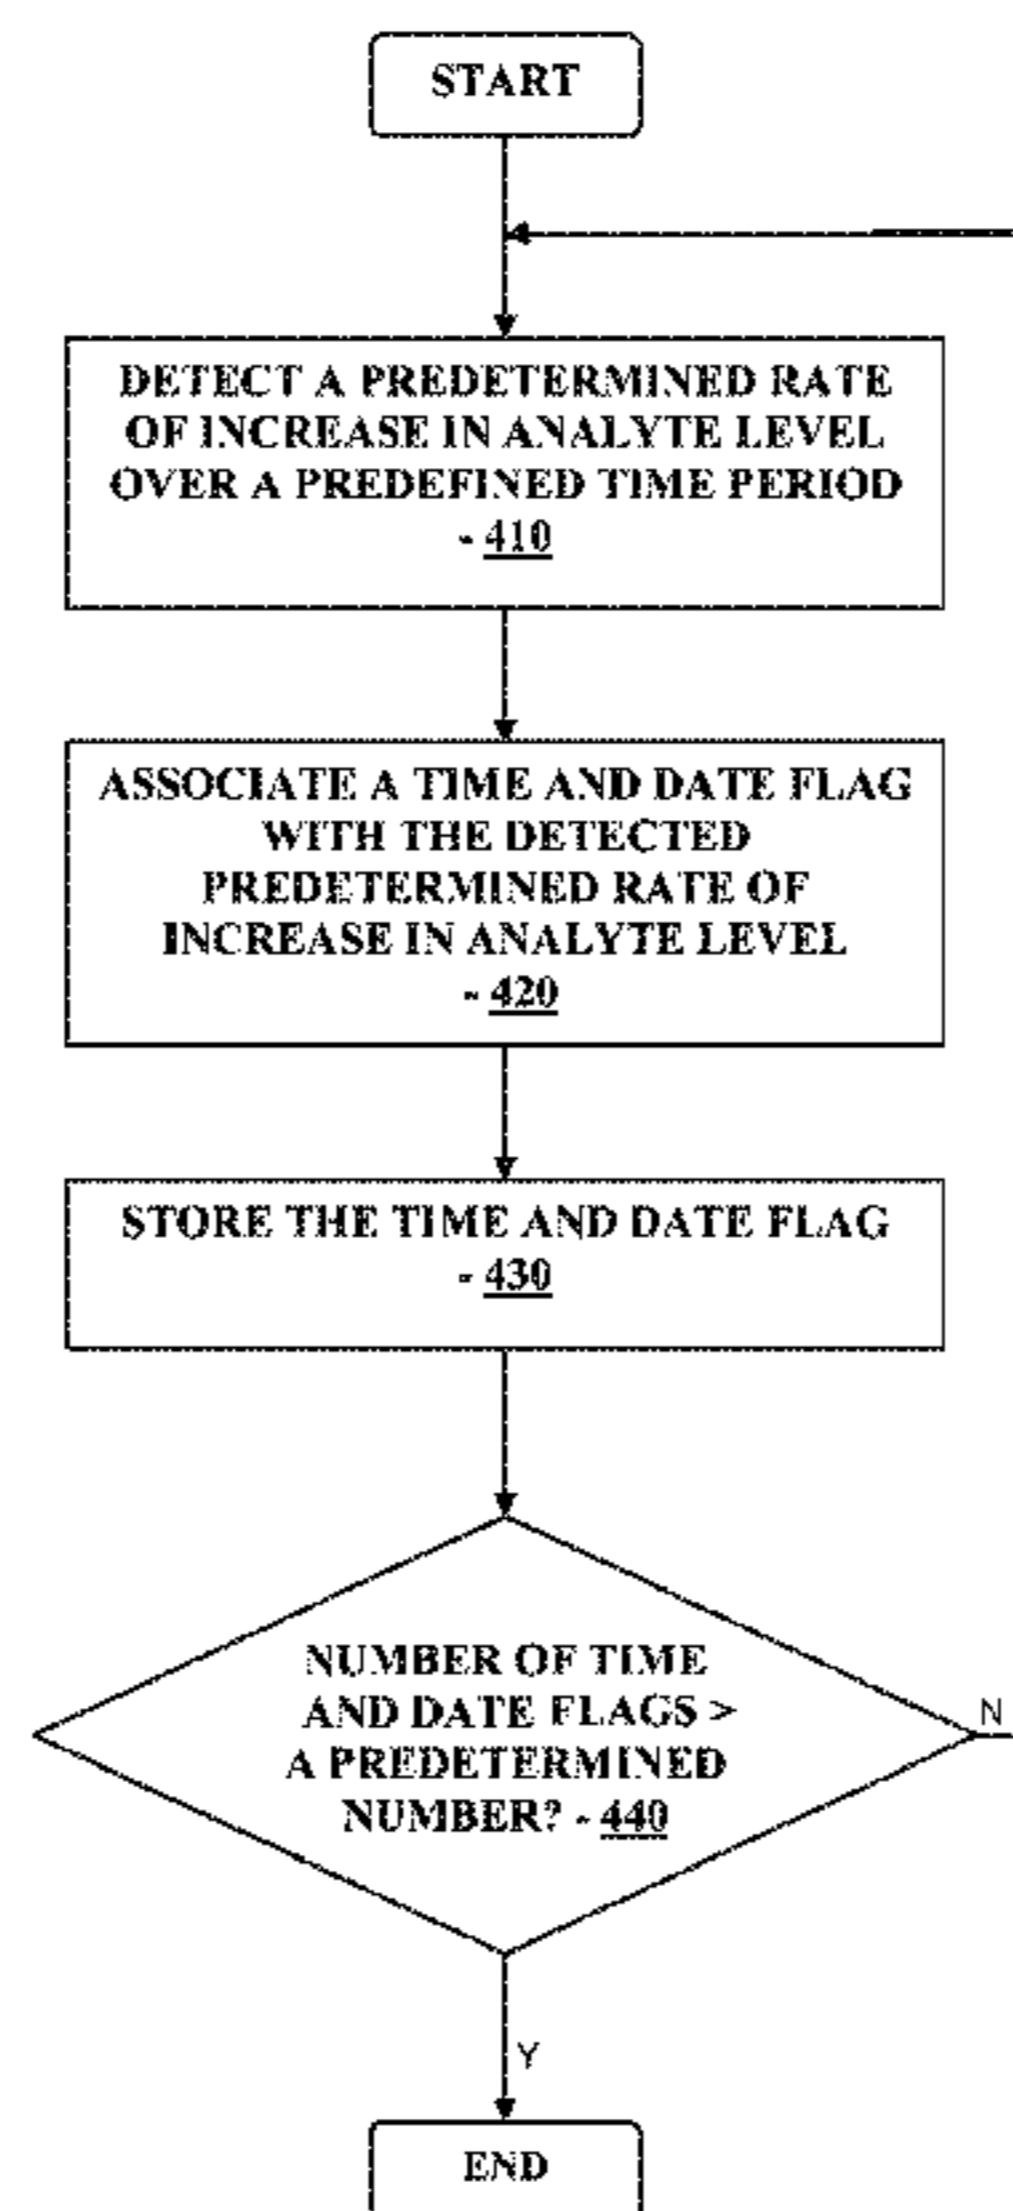 START
DETECT A PREDETERMINED RATE
OF INCREASE IN ANALYTE LEVEL
OVER A PREDEFINED TIME PERIOD
- 410
ASSOCIATE A TIME AND DATE FLAG
WITH THE DETECTED
PREDETERMINED RATE OF
INCREASE IN ANALYTE LEVEL
- 420
STORE THE TIME AND DATE FLAG
- 430
NUMBER OF TIME
AND DATE FLAGS >
A PREDETERMINED
NUMBER? - 440
N
Y
END